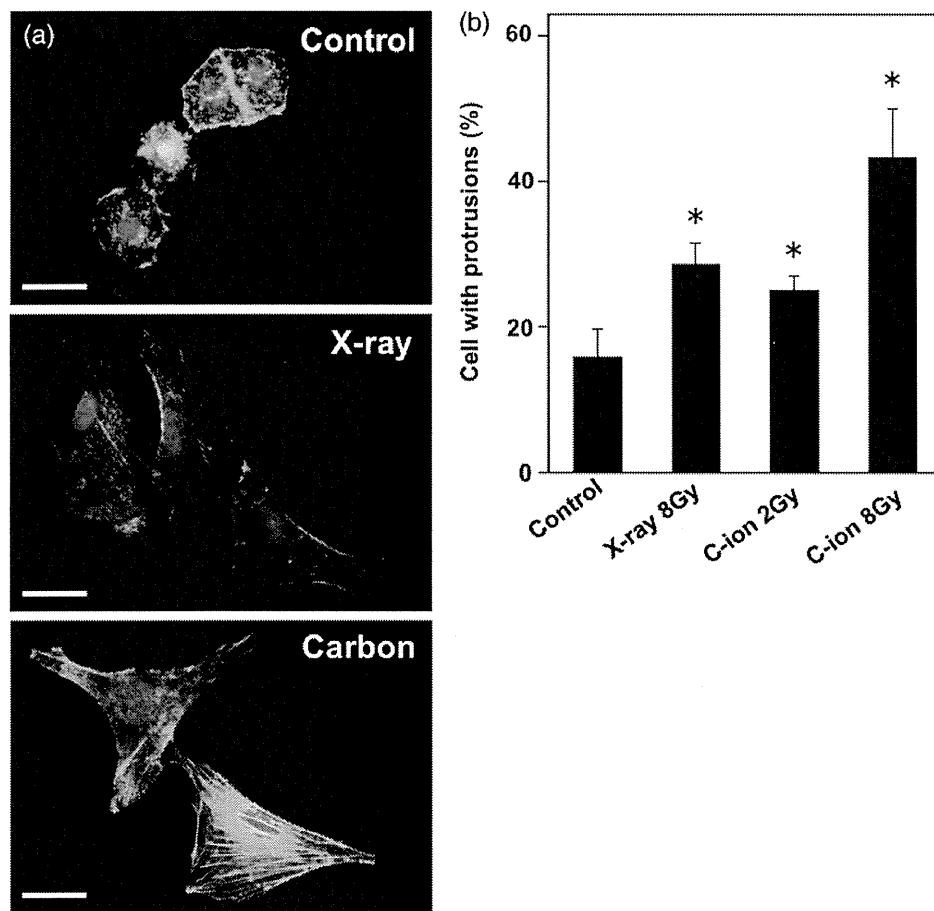 (a)
Control
X-ray
Carbon
(b)
Cell with protrusions (%)
60
40
20
0
*
*
*
Control
X-ray 8Gy
C-ion 2Gy
C-ion 8Gy